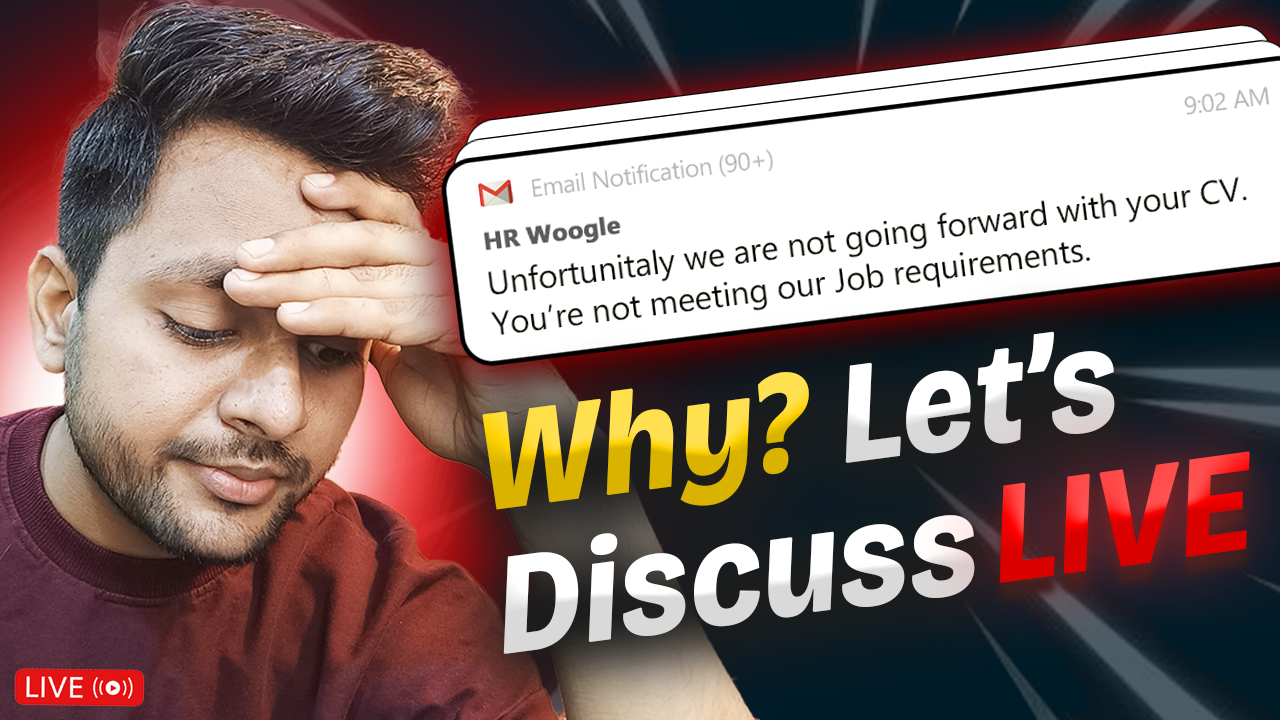 9:02 AM
Email Notification (90+)
HR Woogle
Unfortunitaly we are not going forward with your CV.
You’re not meeting our Job requirements.
Why? Let’s
Discuss LIVE
LIVE